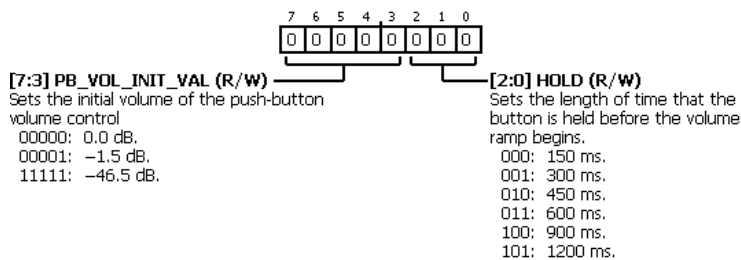 7 6 5 4 3 2 1 0
0 0 0 0 0 0 0 0
[7:3] PB_VOL_INIT_VAL (R/W)
Sets the initial volume of the push-button
volume control
00000: 0.0 dB.
00001: –1.5 dB.
11111: –46.5 dB.
[2:0] HOLD (R/W)
Sets the length of time that the
button is held before the volume
ramp begins.
000: 150 ms.
001: 300 ms.
010: 450 ms.
011: 600 ms.
100: 900 ms.
101: 1200 ms.